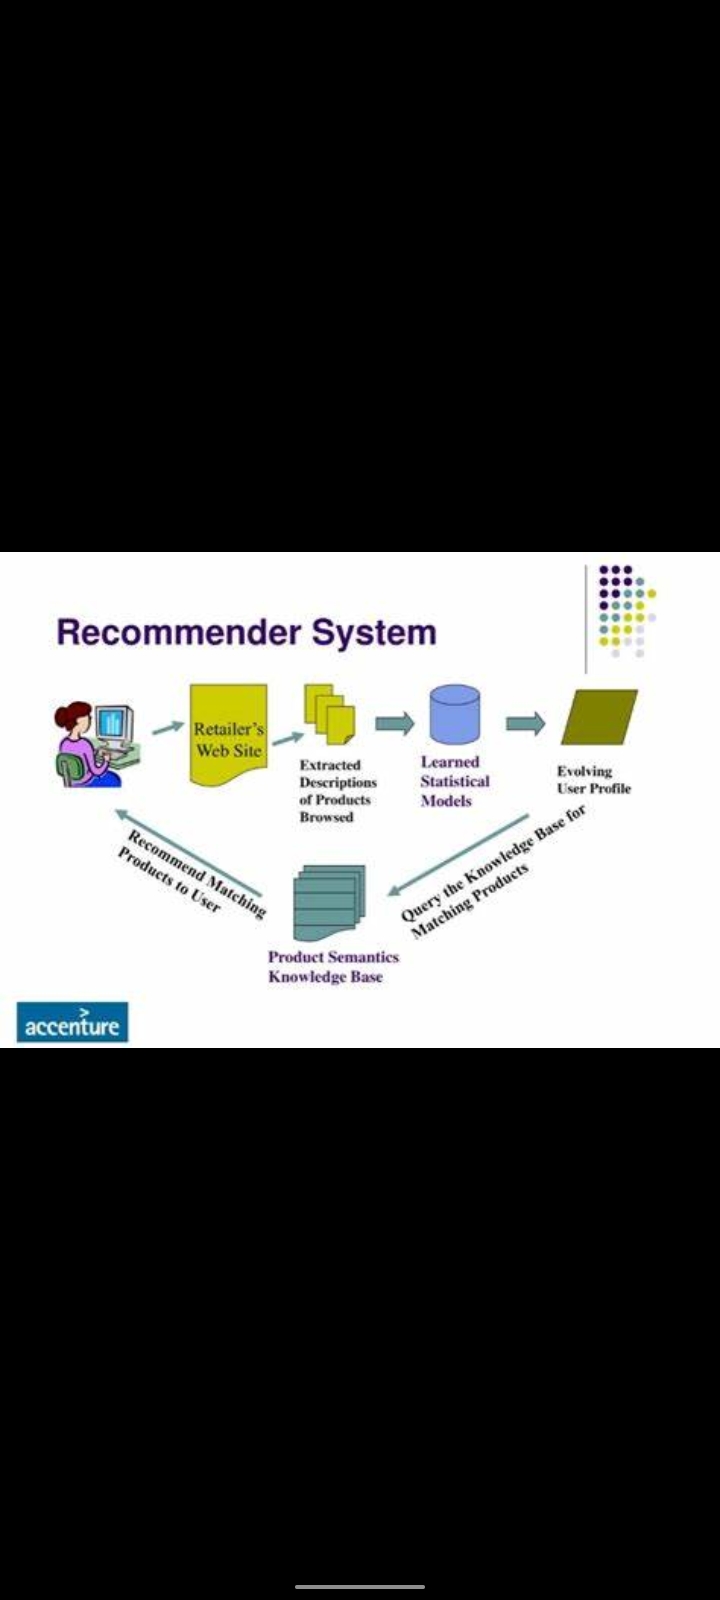 Recommender System
Retailer's
Web Site
Extracted
Descriptions
of Products
Browsed
Learned
Statistical
Models
Evolving
User Profile
Query the Knowledge Base for
Matching Products
Product Semantics
Knowledge Base
Recommend Matching
Products to User
>
accenture